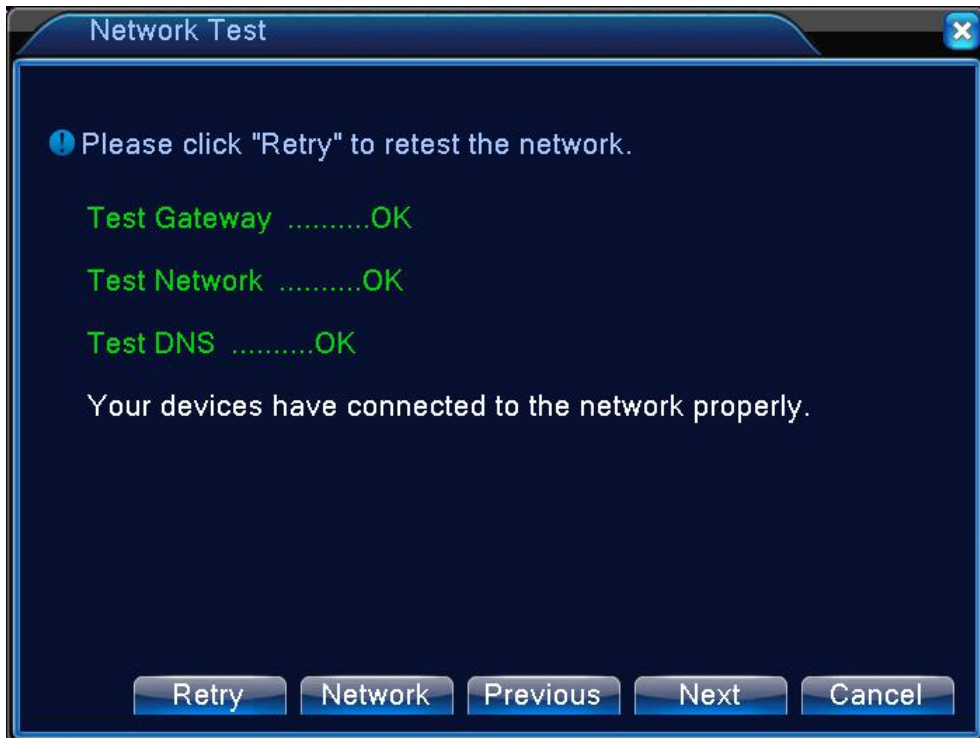 Network Test
Please click "Retry" to retest the network.
Test Gateway ..........OK
Test Network ..........OK
Test DNS ..........OK
Your devices have connected to the network properly.
Retry Network Previous Next Cancel